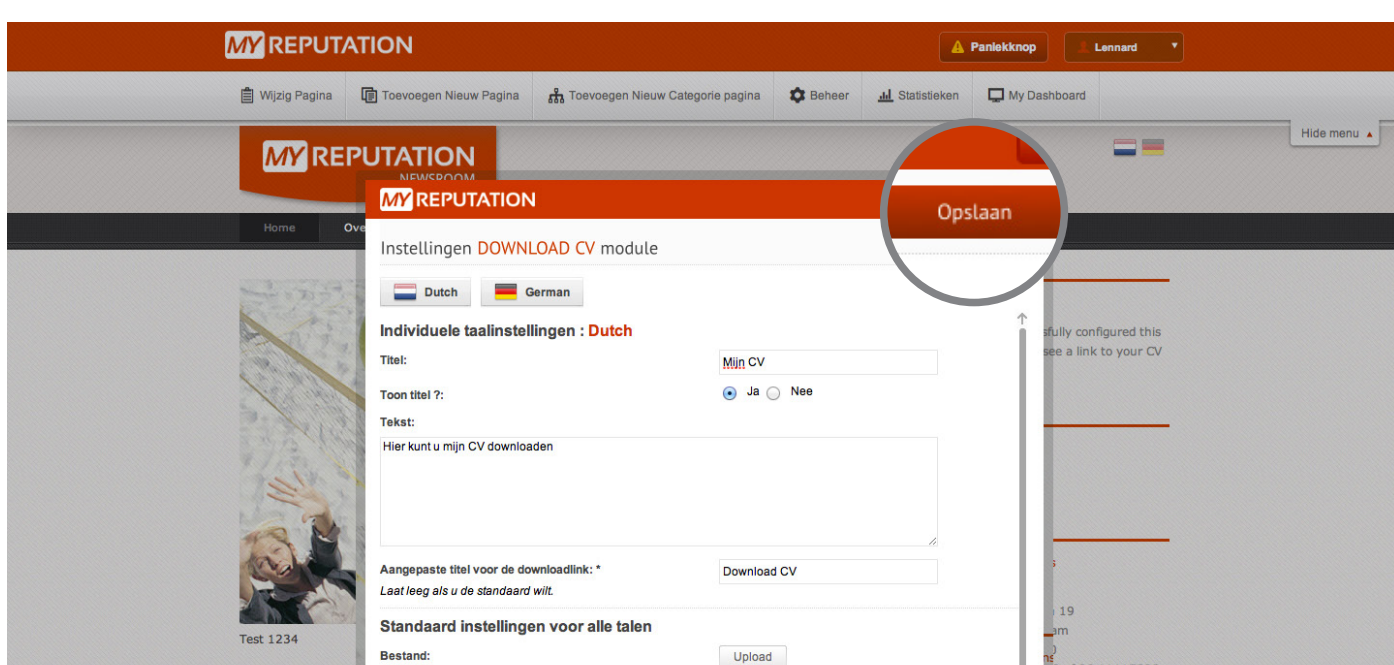 MY REPUTATION
Paniekknop
Lennard
Wijzig Pagina
Toevoegen Nieuw Pagina
Toevoegen Nieuw Categorie pagina
Beheer
Statistieken
My Dashboard
Hide menu
MY REPUTATION
NEWSROOM
MY REPUTATION
Opslaan
Home
Ove
Instellingen DOWNLOAD CV module
Dutch
German
Individuele taalinstellingen : Dutch
sfully configured this
Titel:
Mijn CV
see a link to your CV
Toon titel ?:
Ja
Nee
Tekst:
Hier kunt u mijn CV downloaden
Aangepaste titel voor de downloadlink: *
Download CV
Laat leeg als u de standaard wilt.
19
Standaard instellingen voor alle talen
am
Test 1234
Bestand:
Upload